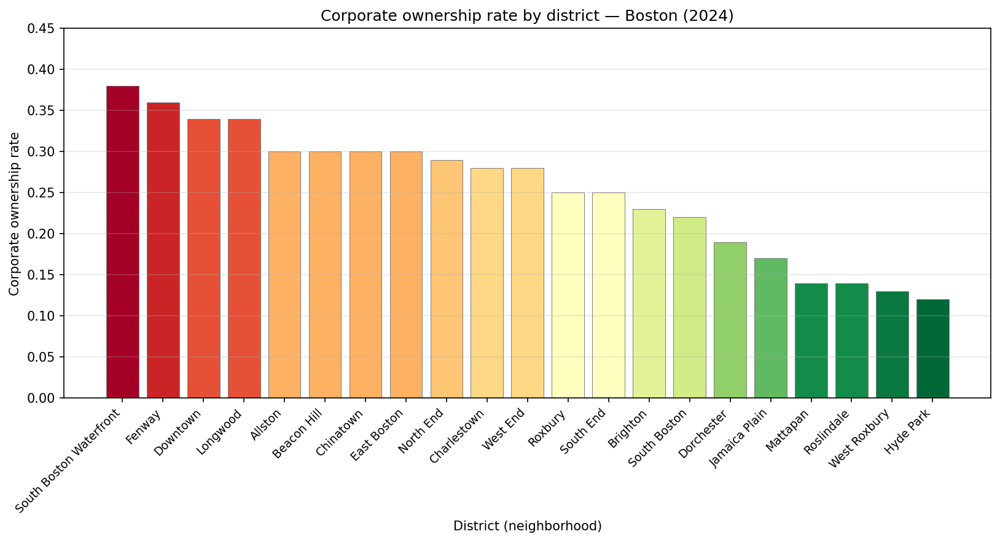 Corporate ownership rate by district — Boston (2024)
Corporate ownership rate
0.45
0.40
0.35
0.30
0.25
0.20
0.15
0.10
0.05
0.00
South Boston Waterfront
Fenway
Downtown
Longwood
Allston
Beacon Hill
Chinatown
East Boston
North End
Charlestown
West End
Roxbury
South End
Brighton
South Boston
Dorchester
Jamaica Plain
Mattapan
Roslindale
West Roxbury
Hyde Park
District (neighborhood)